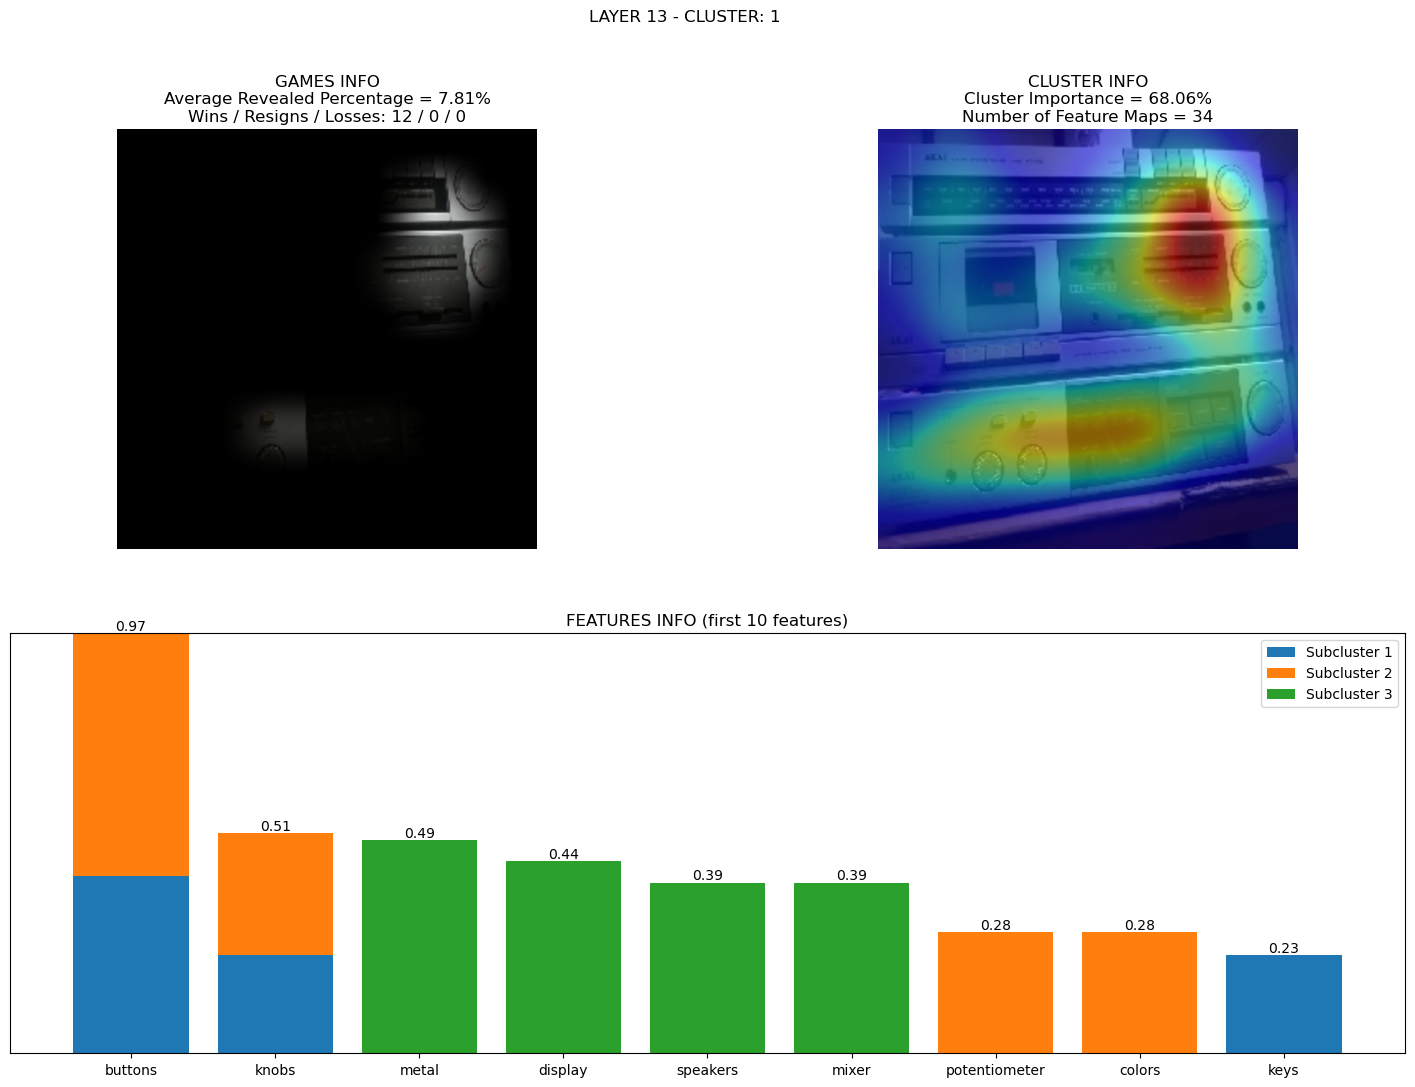 LAYER 13 - CLUSTER: 1
GAMES INFO
Average Revealed Percentage = 7.81%
Wins / Resigns / Losses: 12 / 0 / 0
CLUSTER INFO
Cluster Importance = 68.06%
Number of Feature Maps = 34
AKAI
AKAI
AKAI
FEATURES INFO (first 10 features)
0.97
0.51
0.49
0.44
0.39
0.39
0.28
0.28
0.23
Subcluster 1
Subcluster 2
Subcluster 3
buttons
knobs
metal
display
speakers
mixer
potentiometer
colors
keys